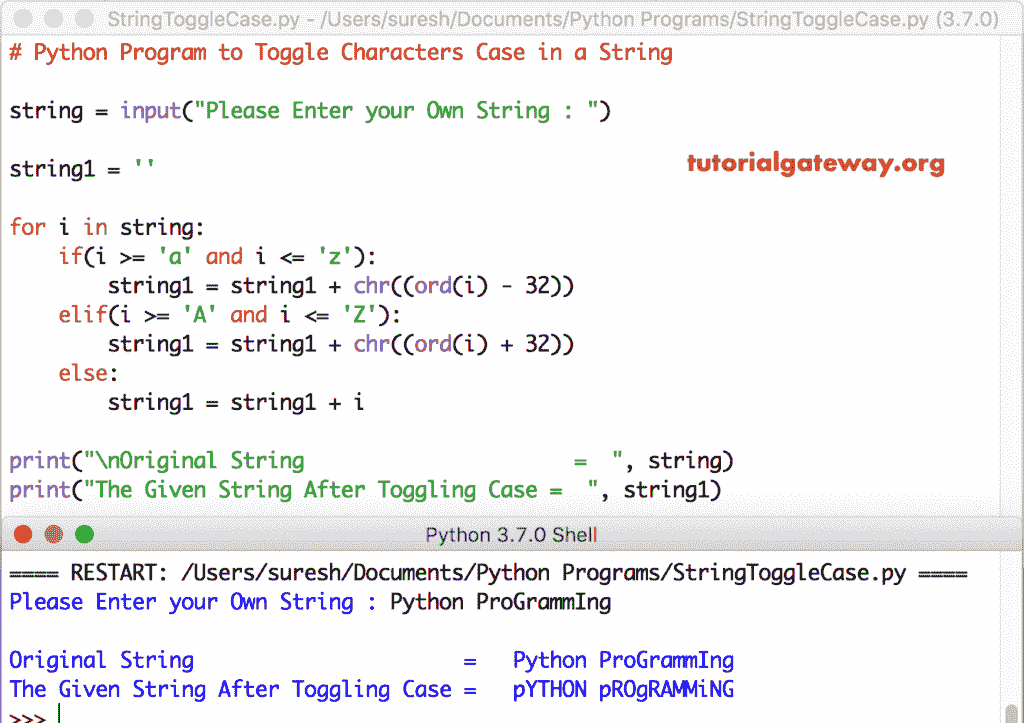 StringToggleCase.py - /Users/suresh/Documents/Python Programs/StringToggleCase.py (3.7.0)
# Python Program to Toggle Characters Case in a String
string = input("Please Enter your Own String : ")
string1 = ''
tutorialgateway.org
for i in string:
    if(i >= 'a' and i <= 'z'):
        string1 = string1 + chr((ord(i) - 32))
    elif(i >= 'A' and i <= 'Z'):
        string1 = string1 + chr((ord(i) + 32))
    else:
        string1 = string1 + i
print("\nOriginal String                      =  ", string)
print("The Given String After Toggling Case =  ", string1)
Python 3.7.0 Shell
==== RESTART: /Users/suresh/Documents/Python Programs/StringToggleCase.py ====
Please Enter your Own String : Python ProGrammIng
Original String                      =   Python ProGrammIng
The Given String After Toggling Case =   pYTHON pROgRAMMiNG
>>>